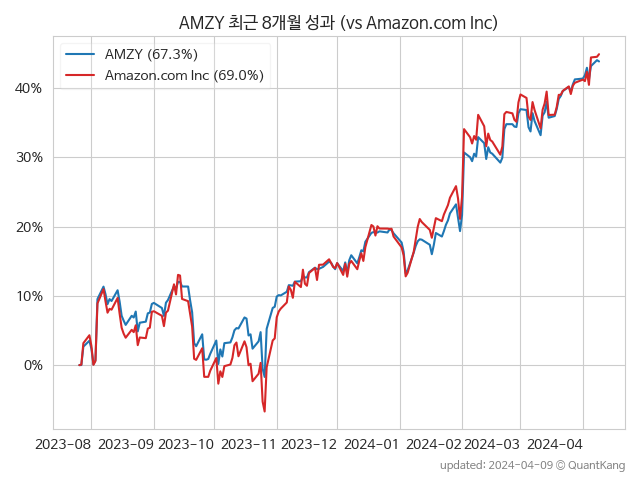 AMZY 최근 8개월 성과 (vs Amazon.com Inc)
AMZY (67.3%)
Amazon.com Inc (69.0%)
40%
30%
20%
10%
0%
2023-08 2023-09 2023-10 2023-11 2023-12 2024-01 2024-02 2024-03 2024-04
updated: 2024-04-09 © QuantKang